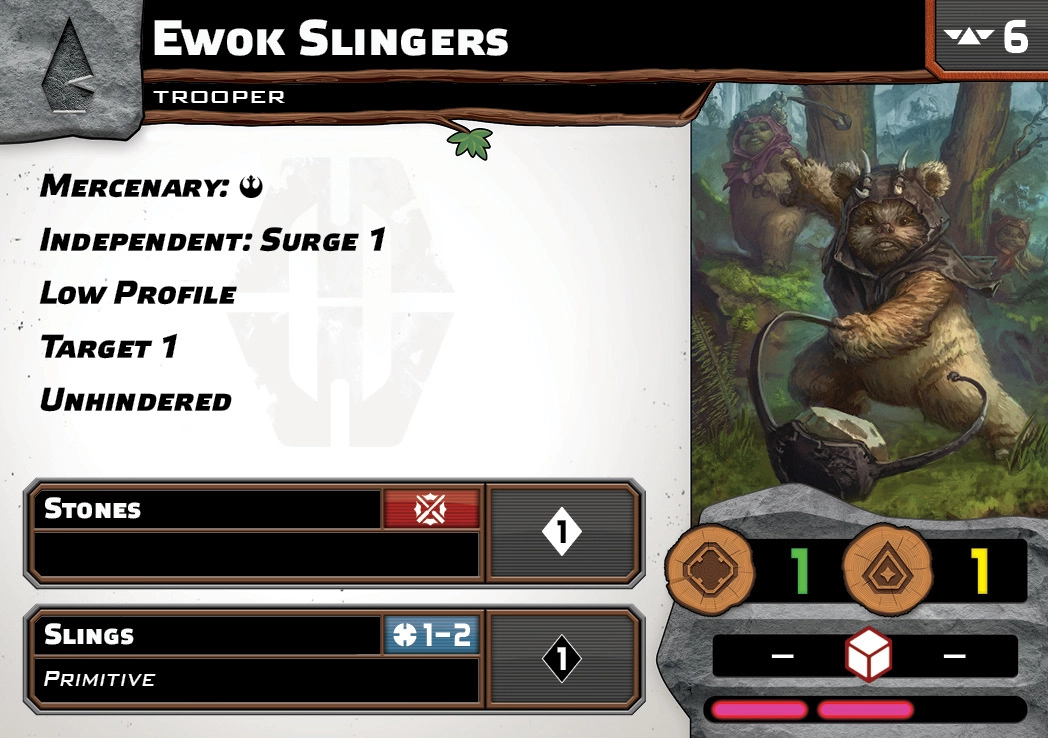 EWOK SLINGERS
6
TROOPER
MERCENARY:
INDEPENDENT: SURGE 1
LOW PROFILE
TARGET 1
UNHINDERED
STONES
1
SLINGS 1–2
PRIMITIVE
1
1 1
– –